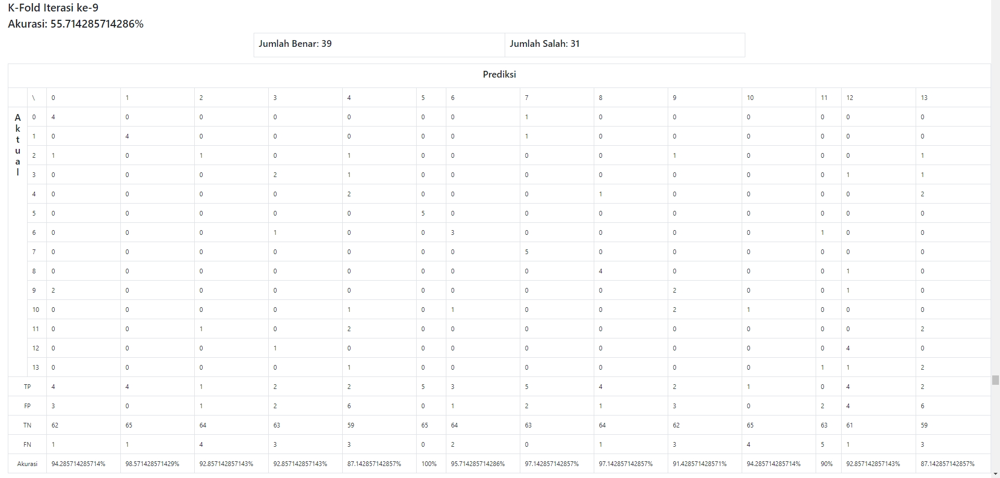 K-Fold Iterasi ke-9
Akurasi: 55.714285714286%
Jumlah Benar: 39 Jumlah Salah: 31
Prediksi
\ 0 1 2 3 4 5 6 7 8 9 10 11 12 13
Aktual
0 4 0 0 0 0 0 0 1 0 0 0 0 0 0
1 0 4 0 0 0 0 0 1 0 0 0 0 0 0
2 1 0 1 0 1 0 0 0 0 1 0 0 0 1
3 0 0 0 2 1 0 0 0 0 0 0 0 1 1
4 0 0 0 0 2 0 0 0 1 0 0 0 0 2
5 0 0 0 0 0 5 0 0 0 0 0 0 0 0
6 0 0 0 1 0 0 3 0 0 0 0 1 0 0
7 0 0 0 0 0 0 0 5 0 0 0 0 0 0
8 0 0 0 0 0 0 0 0 4 0 0 0 1 0
9 2 0 0 0 0 0 0 0 0 2 0 0 1 0
10 0 0 0 0 1 0 1 0 0 2 1 0 0 0
11 0 0 1 0 2 0 0 0 0 0 0 0 0 2
12 0 0 0 1 0 0 0 0 0 0 0 0 4 0
13 0 0 0 0 1 0 0 0 0 0 0 1 1 2
TP 4 4 1 2 2 5 3 5 4 2 1 0 4 2
FP 3 0 1 2 6 0 1 2 1 3 0 2 4 6
TN 62 65 64 63 59 65 64 63 64 62 65 63 61 59
FN 1 1 4 3 3 0 2 0 1 3 4 5 1 3
Akurasi 94.285714285714% 98.571428571429% 92.857142857143% 92.857142857143% 87.142857142857% 100% 95.714285714286% 97.142857142857% 97.142857142857% 91.428571428571% 94.285714285714% 90% 92.857142857143% 87.142857142857%